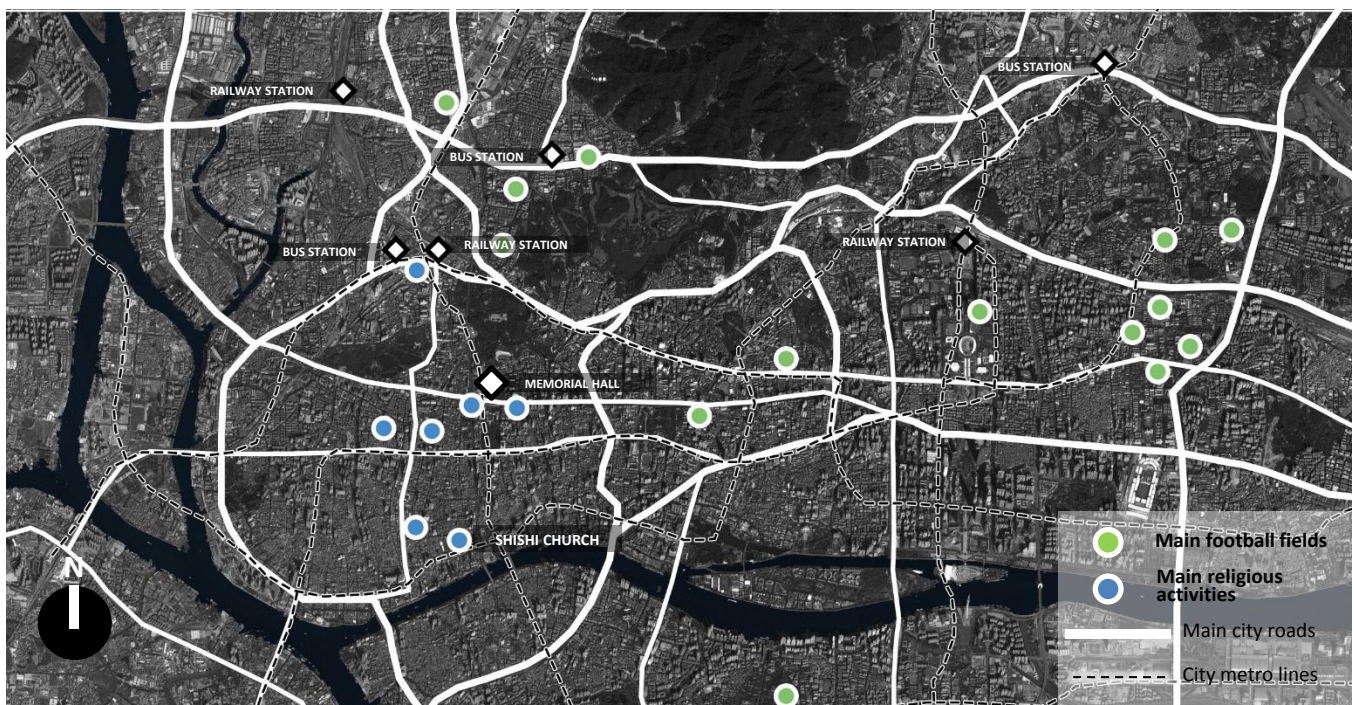 BUS STATION
RAILWAY STATION
BUS STATION
BUS STATION
RAILWAY STATION
RAILWAY STATION
MEMORIAL HALL
SHISHI CHURCH
N
Main football fields
Main religious
activities
Main city roads
City metro lines